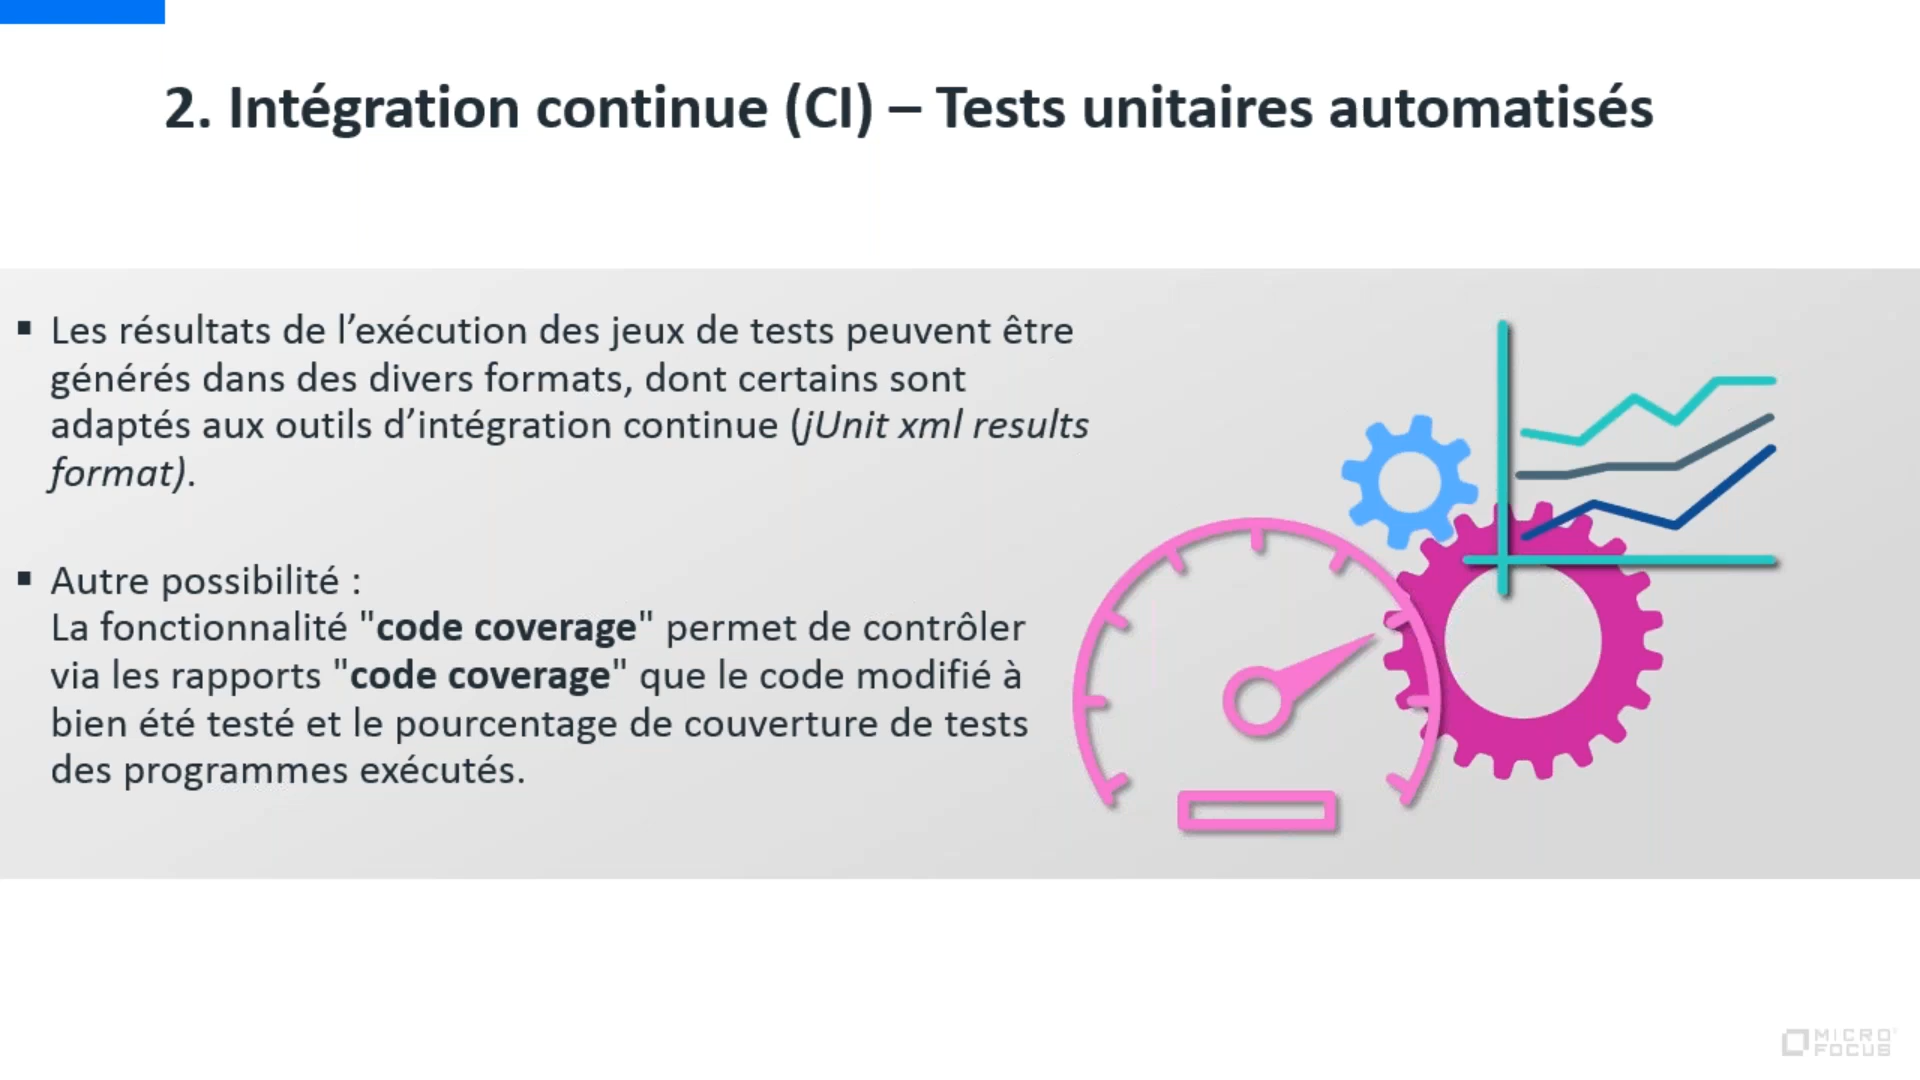 2. Intégration continue (CI) – Tests unitaires automatisés
▪ Les résultats de l’exécution des jeux de tests peuvent être
générés dans des divers formats, dont certains sont
adaptés aux outils d’intégration continue (jUnit xml results
format).
▪ Autre possibilité :
La fonctionnalité "code coverage" permet de contrôler
via les rapports "code coverage" que le code modifié à
bien été testé et le pourcentage de couverture de tests
des programmes exécutés.
MICRO
FOCUS